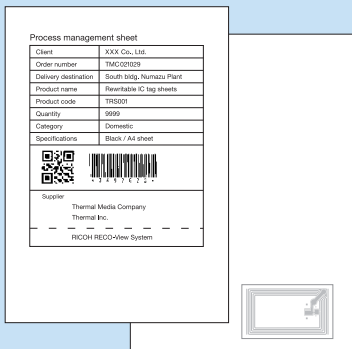 Process management sheet
Client XXX Co., Ltd.
Order number TMC021029
Delivery destination South bldg. Numazu Plant
Product name Rewritable IC tag sheets
Product code TRS001
Quantity 9999
Category Domestic
Specifications Black / A4 sheet
Supplier
Thermal Media Company
Thermal Inc.
RICOH RECO-View System